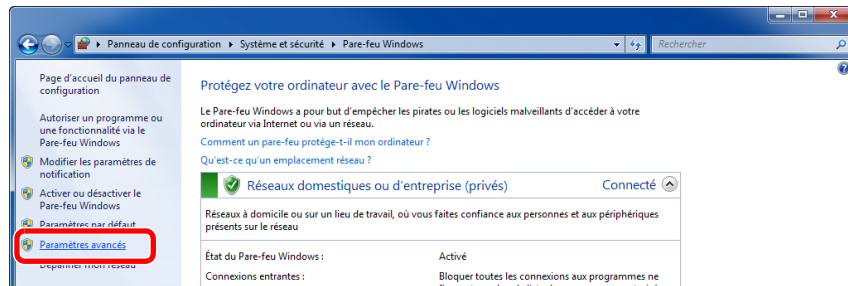 Panneau de configuration ▸ Système et sécurité ▸ Pare-feu Windows
Rechercher
Page d'accueil du panneau de
configuration
Autoriser un programme ou
une fonctionnalité via le
Pare-feu Windows
Modifier les paramètres de
notification
Activer ou désactiver le
Pare-feu Windows
Paramètres par défaut
Paramètres avancés
Dépanner mon réseau
Protégez votre ordinateur avec le Pare-feu Windows
Le Pare-feu Windows a pour but d'empêcher les pirates ou les logiciels malveillants d'accéder à votre
ordinateur via Internet ou via un réseau.
Comment un pare-feu protège-t-il mon ordinateur ?
Qu'est-ce qu'un emplacement réseau ?
Réseaux domestiques ou d'entreprise (privés) Connecté
Réseaux à domicile ou sur un lieu de travail, où vous faites confiance aux personnes et aux périphériques
présents sur le réseau
État du Pare-feu Windows : Activé
Connexions entrantes : Bloquer toutes les connexions aux programmes ne